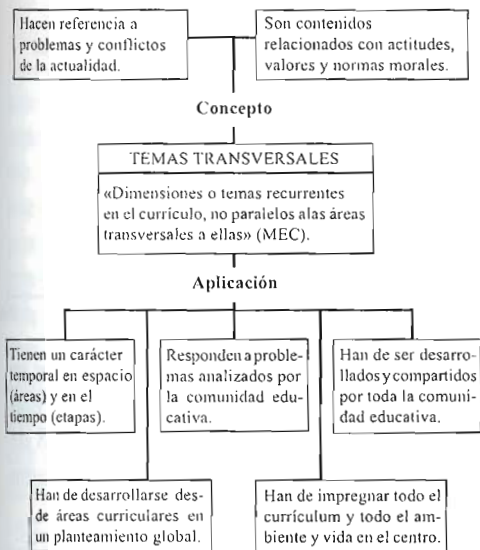 Hacen referencia a
problemas y conflictos
de la actualidad.
Son contenidos
relacionados con actitudes,
valores y normas morales.
Concepto
TEMAS TRANSVERSALES
«Dimensiones o temas recurrentes
en el currículo, no paralelos alas áreas
transversales a ellas» (MEC).
Aplicación
Tienen un carácter
temporal en espacio
(áreas) y en el
tiempo (etapas).
Responden a proble-
mas analizados por
la comunidad edu-
cativa.
Han de ser desarro-
llados y compartidos
por toda la comuni-
dad educativa.
Han de desarrollarse des-
de áreas curriculares en
un planteamiento global.
Han de impregnar todo el
currículum y todo el am-
biente y vida en el centro.